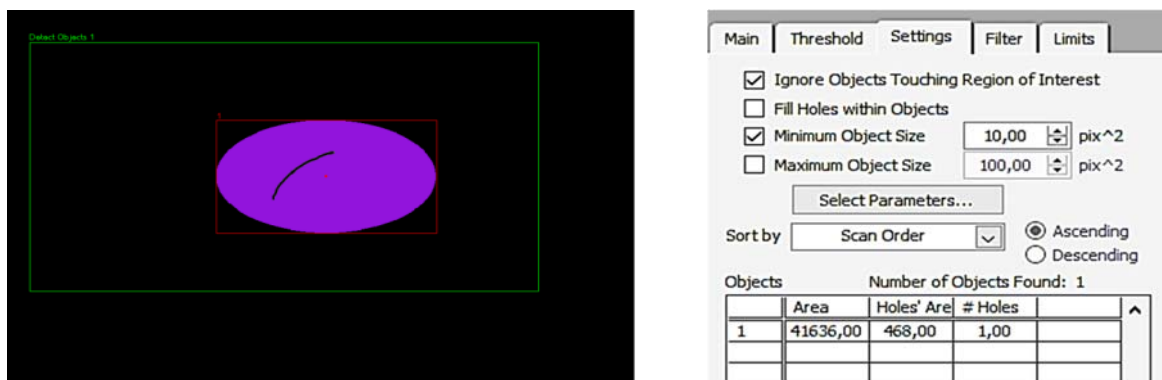 Detect Objects 1
1
Main Threshold Settings Filter Limits
Ignore Objects Touching Region of Interest
Fill Holes within Objects
Minimum Object Size 10,00 pix^2
Maximum Object Size 100,00 pix^2
Select Parameters...
Sort by Scan Order Ascending
Descending
Objects Number of Objects Found: 1
Area Holes' Are # Holes
1 41636,00 468,00 1,00